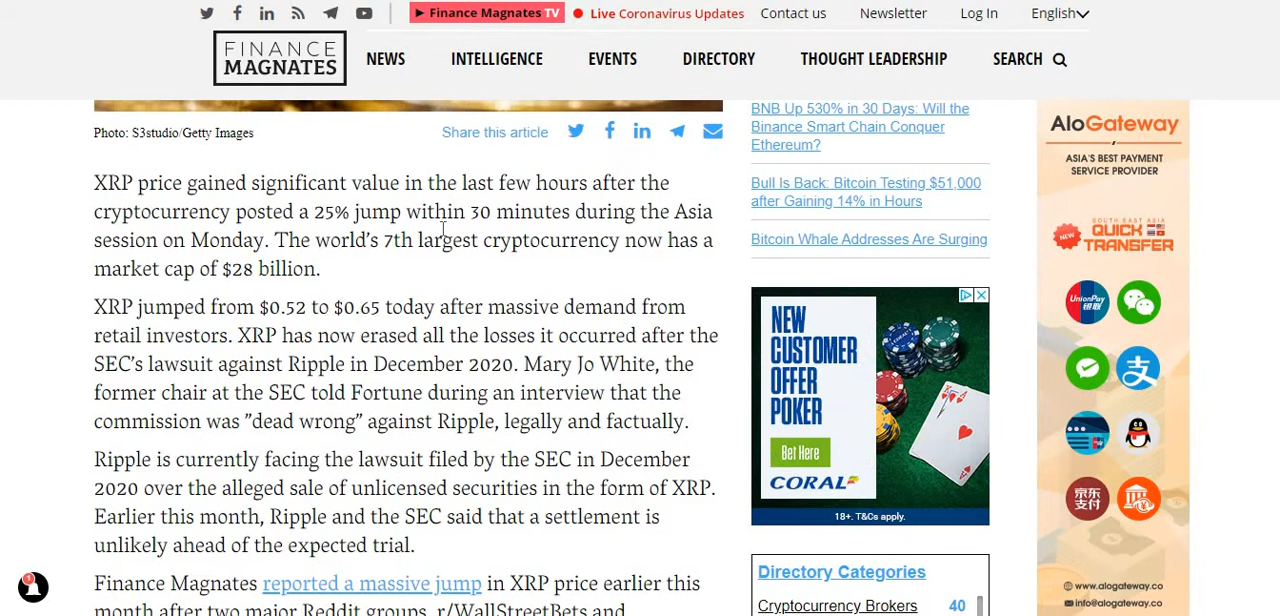 Finance Magnates TV
Live Coronavirus Updates
Contact us
Newsletter
Log In
English
FINANCE
MAGNATES
NEWS
INTELLIGENCE
EVENTS
DIRECTORY
THOUGHT LEADERSHIP
SEARCH
Photo: S3studio/Getty Images
Share this article
XRP price gained significant value in the last few hours after the
cryptocurrency posted a 25% jump within 30 minutes during the Asia
session on Monday. The world's 7th largest cryptocurrency now has a
market cap of $28 billion.
XRP jumped from $0.52 to $0.65 today after massive demand from
retail investors. XRP has now erased all the losses it occurred after the
SEC's lawsuit against Ripple in December 2020. Mary Jo White, the
former chair at the SEC told Fortune during an interview that the
commission was "dead wrong" against Ripple, legally and factually.
Ripple is currently facing the lawsuit filed by the SEC in December
2020 over the alleged sale of unlicensed securities in the form of XRP.
Earlier this month, Ripple and the SEC said that a settlement is
unlikely ahead of the expected trial.
Finance Magnates reported a massive jump in XRP price earlier this
month after two major Reddit groups, r/WallStreetBets and
BNB Up 530% in 30 Days: Will the
Binance Smart Chain Conquer
Ethereum?
Bull Is Back: Bitcoin Testing $51,000
after Gaining 14% in Hours
Bitcoin Whale Addresses Are Surging
NEW
CUSTOMER
OFFER
POKER
Bet Here
CORAL
18+. T&Cs apply.
Directory Categories
Cryptocurrency Brokers 40
AloGateway
ASIA'S BEST PAYMENT
SERVICE PROVIDER
NEW
SOUTH EAST ASIA
QUICK
TRANSFER
UnionPay
银联
支
京东
支付
www.alogateway.co
info@alogateway.co
1